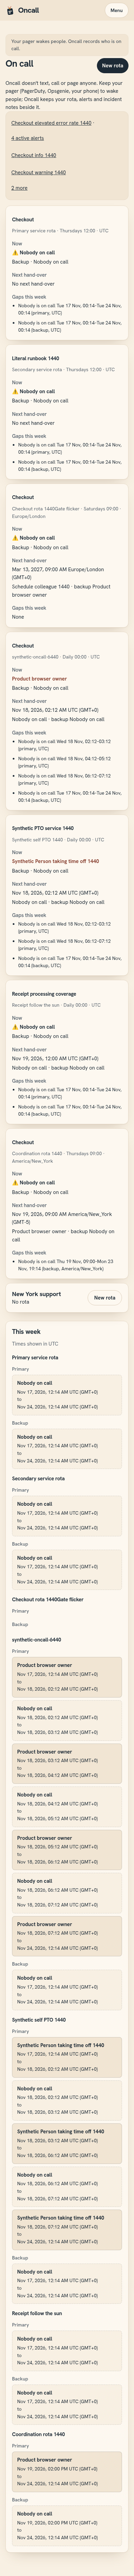 Oncall
Menu
Your pager wakes people. Oncall records who is on
call.
On call
New rota
Oncall doesn't text, call or page anyone. Keep your
pager (PagerDuty, Opsgenie, your phone tree) to wake
people; Oncall keeps your rota, alerts and incident
notes beside it.
Checkout elevated error rate 1440 ·
4 active alerts
Checkout info 1440
Checkout warning 1440
2 more
Checkout
Primary service rota · Thursdays 12:00 · UTC
Now
⚠️ Nobody on call
Backup · Nobody on call
Next hand-over
No next hand-over
Gaps this week
• Nobody is on call Tue 17 Nov, 00:14–Tue 24 Nov,
00:14 (primary, UTC)
• Nobody is on call Tue 17 Nov, 00:14–Tue 24 Nov,
00:14 (backup, UTC)
Literal runbook 1440
Secondary service rota · Thursdays 12:00 · UTC
Now
⚠️ Nobody on call
Backup · Nobody on call
Next hand-over
No next hand-over
Gaps this week
• Nobody is on call Tue 17 Nov, 00:14–Tue 24 Nov,
00:14 (primary, UTC)
• Nobody is on call Tue 17 Nov, 00:14–Tue 24 Nov,
00:14 (backup, UTC)
Checkout
Checkout rota 1440Gate flicker · Saturdays 09:00 ·
Europe/London
Now
⚠️ Nobody on call
Backup · Nobody on call
Next hand-over
Mar 13, 2027, 09:00 AM Europe/London
(GMT+0)
Schedule colleague 1440 · backup Product
browser owner
Gaps this week
None
Checkout
synthetic-oncall-6440 · Daily 00:00 · UTC
Now
Product browser owner
Backup · Nobody on call
Next hand-over
Nov 18, 2026, 02:12 AM UTC (GMT+0)
Nobody on call · backup Nobody on call
Gaps this week
• Nobody is on call Wed 18 Nov, 02:12–03:12
(primary, UTC)
• Nobody is on call Wed 18 Nov, 04:12–05:12
(primary, UTC)
• Nobody is on call Wed 18 Nov, 06:12–07:12
(primary, UTC)
• Nobody is on call Tue 17 Nov, 00:14–Tue 24 Nov,
00:14 (backup, UTC)
Synthetic PTO service 1440
Synthetic self PTO 1440 · Daily 00:00 · UTC
Now
Synthetic Person taking time off 1440
Backup · Nobody on call
Next hand-over
Nov 18, 2026, 02:12 AM UTC (GMT+0)
Nobody on call · backup Nobody on call
Gaps this week
• Nobody is on call Wed 18 Nov, 02:12–03:12
(primary, UTC)
• Nobody is on call Wed 18 Nov, 06:12–07:12
(primary, UTC)
• Nobody is on call Tue 17 Nov, 00:14–Tue 24 Nov,
00:14 (backup, UTC)
Receipt processing coverage
Receipt follow the sun · Daily 00:00 · UTC
Now
⚠️ Nobody on call
Backup · Nobody on call
Next hand-over
Nov 19, 2026, 12:00 AM UTC (GMT+0)
Nobody on call · backup Nobody on call
Gaps this week
• Nobody is on call Tue 17 Nov, 00:14–Tue 24 Nov,
00:14 (primary, UTC)
• Nobody is on call Tue 17 Nov, 00:14–Tue 24 Nov,
00:14 (backup, UTC)
Checkout
Coordination rota 1440 · Thursdays 09:00 ·
America/New_York
Now
⚠️ Nobody on call
Backup · Nobody on call
Next hand-over
Nov 19, 2026, 09:00 AM America/New_York
(GMT-5)
Product browser owner · backup Nobody on
call
Gaps this week
• Nobody is on call Thu 19 Nov, 09:00–Mon 23
Nov, 19:14 (backup, America/New_York)
New York support
No rota
New rota
This week
Times shown in UTC
Primary service rota
Primary
Nobody on call
Nov 17, 2026, 12:14 AM UTC (GMT+0)
to
Nov 24, 2026, 12:14 AM UTC (GMT+0)
Backup
Nobody on call
Nov 17, 2026, 12:14 AM UTC (GMT+0)
to
Nov 24, 2026, 12:14 AM UTC (GMT+0)
Secondary service rota
Primary
Nobody on call
Nov 17, 2026, 12:14 AM UTC (GMT+0)
to
Nov 24, 2026, 12:14 AM UTC (GMT+0)
Backup
Nobody on call
Nov 17, 2026, 12:14 AM UTC (GMT+0)
to
Nov 24, 2026, 12:14 AM UTC (GMT+0)
Checkout rota 1440Gate flicker
Primary
Backup
synthetic-oncall-6440
Primary
Product browser owner
Nov 17, 2026, 12:14 AM UTC (GMT+0)
to
Nov 18, 2026, 02:12 AM UTC (GMT+0)
Nobody on call
Nov 18, 2026, 02:12 AM UTC (GMT+0)
to
Nov 18, 2026, 03:12 AM UTC (GMT+0)
Product browser owner
Nov 18, 2026, 03:12 AM UTC (GMT+0)
to
Nov 18, 2026, 04:12 AM UTC (GMT+0)
Nobody on call
Nov 18, 2026, 04:12 AM UTC (GMT+0)
to
Nov 18, 2026, 05:12 AM UTC (GMT+0)
Product browser owner
Nov 18, 2026, 05:12 AM UTC (GMT+0)
to
Nov 18, 2026, 06:12 AM UTC (GMT+0)
Nobody on call
Nov 18, 2026, 06:12 AM UTC (GMT+0)
to
Nov 18, 2026, 07:12 AM UTC (GMT+0)
Product browser owner
Nov 18, 2026, 07:12 AM UTC (GMT+0)
to
Nov 24, 2026, 12:14 AM UTC (GMT+0)
Backup
Nobody on call
Nov 17, 2026, 12:14 AM UTC (GMT+0)
to
Nov 24, 2026, 12:14 AM UTC (GMT+0)
Synthetic self PTO 1440
Primary
Synthetic Person taking time off 1440
Nov 17, 2026, 12:14 AM UTC (GMT+0)
to
Nov 18, 2026, 02:12 AM UTC (GMT+0)
Nobody on call
Nov 18, 2026, 02:12 AM UTC (GMT+0)
to
Nov 18, 2026, 03:12 AM UTC (GMT+0)
Synthetic Person taking time off 1440
Nov 18, 2026, 03:12 AM UTC (GMT+0)
to
Nov 18, 2026, 06:12 AM UTC (GMT+0)
Nobody on call
Nov 18, 2026, 06:12 AM UTC (GMT+0)
to
Nov 18, 2026, 07:12 AM UTC (GMT+0)
Synthetic Person taking time off 1440
Nov 18, 2026, 07:12 AM UTC (GMT+0)
to
Nov 24, 2026, 12:14 AM UTC (GMT+0)
Backup
Nobody on call
Nov 17, 2026, 12:14 AM UTC (GMT+0)
to
Nov 24, 2026, 12:14 AM UTC (GMT+0)
Receipt follow the sun
Primary
Nobody on call
Nov 17, 2026, 12:14 AM UTC (GMT+0)
to
Nov 24, 2026, 12:14 AM UTC (GMT+0)
Backup
Nobody on call
Nov 17, 2026, 12:14 AM UTC (GMT+0)
to
Nov 24, 2026, 12:14 AM UTC (GMT+0)
Coordination rota 1440
Primary
Product browser owner
Nov 19, 2026, 02:00 PM UTC (GMT+0)
to
Nov 24, 2026, 12:14 AM UTC (GMT+0)
Backup
Nobody on call
Nov 19, 2026, 02:00 PM UTC (GMT+0)
to
Nov 24, 2026, 12:14 AM UTC (GMT+0)